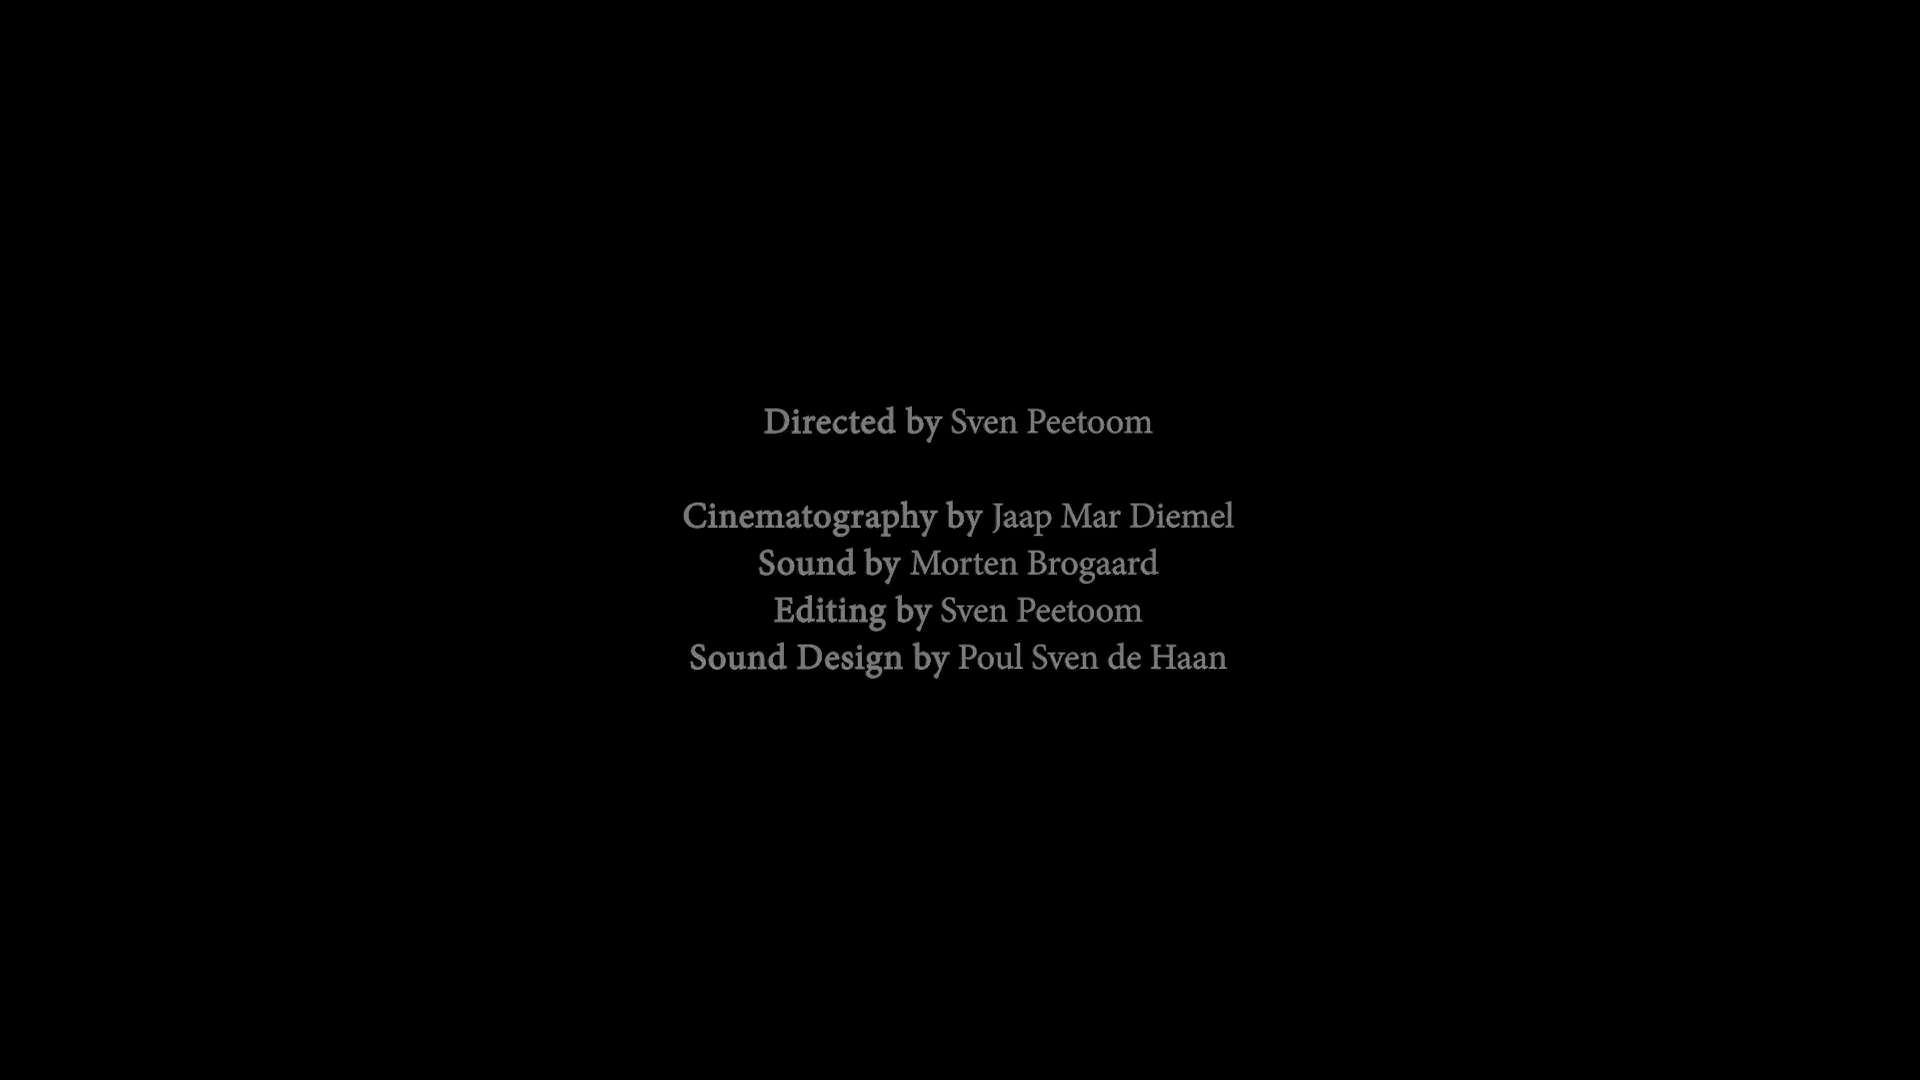 Directed by Sven Peetoom
Cinematography by Jaap Mar Diemel
Sound by Morten Brogaard
Editing by Sven Peetoom
Sound Design by Poul Sven de Haan